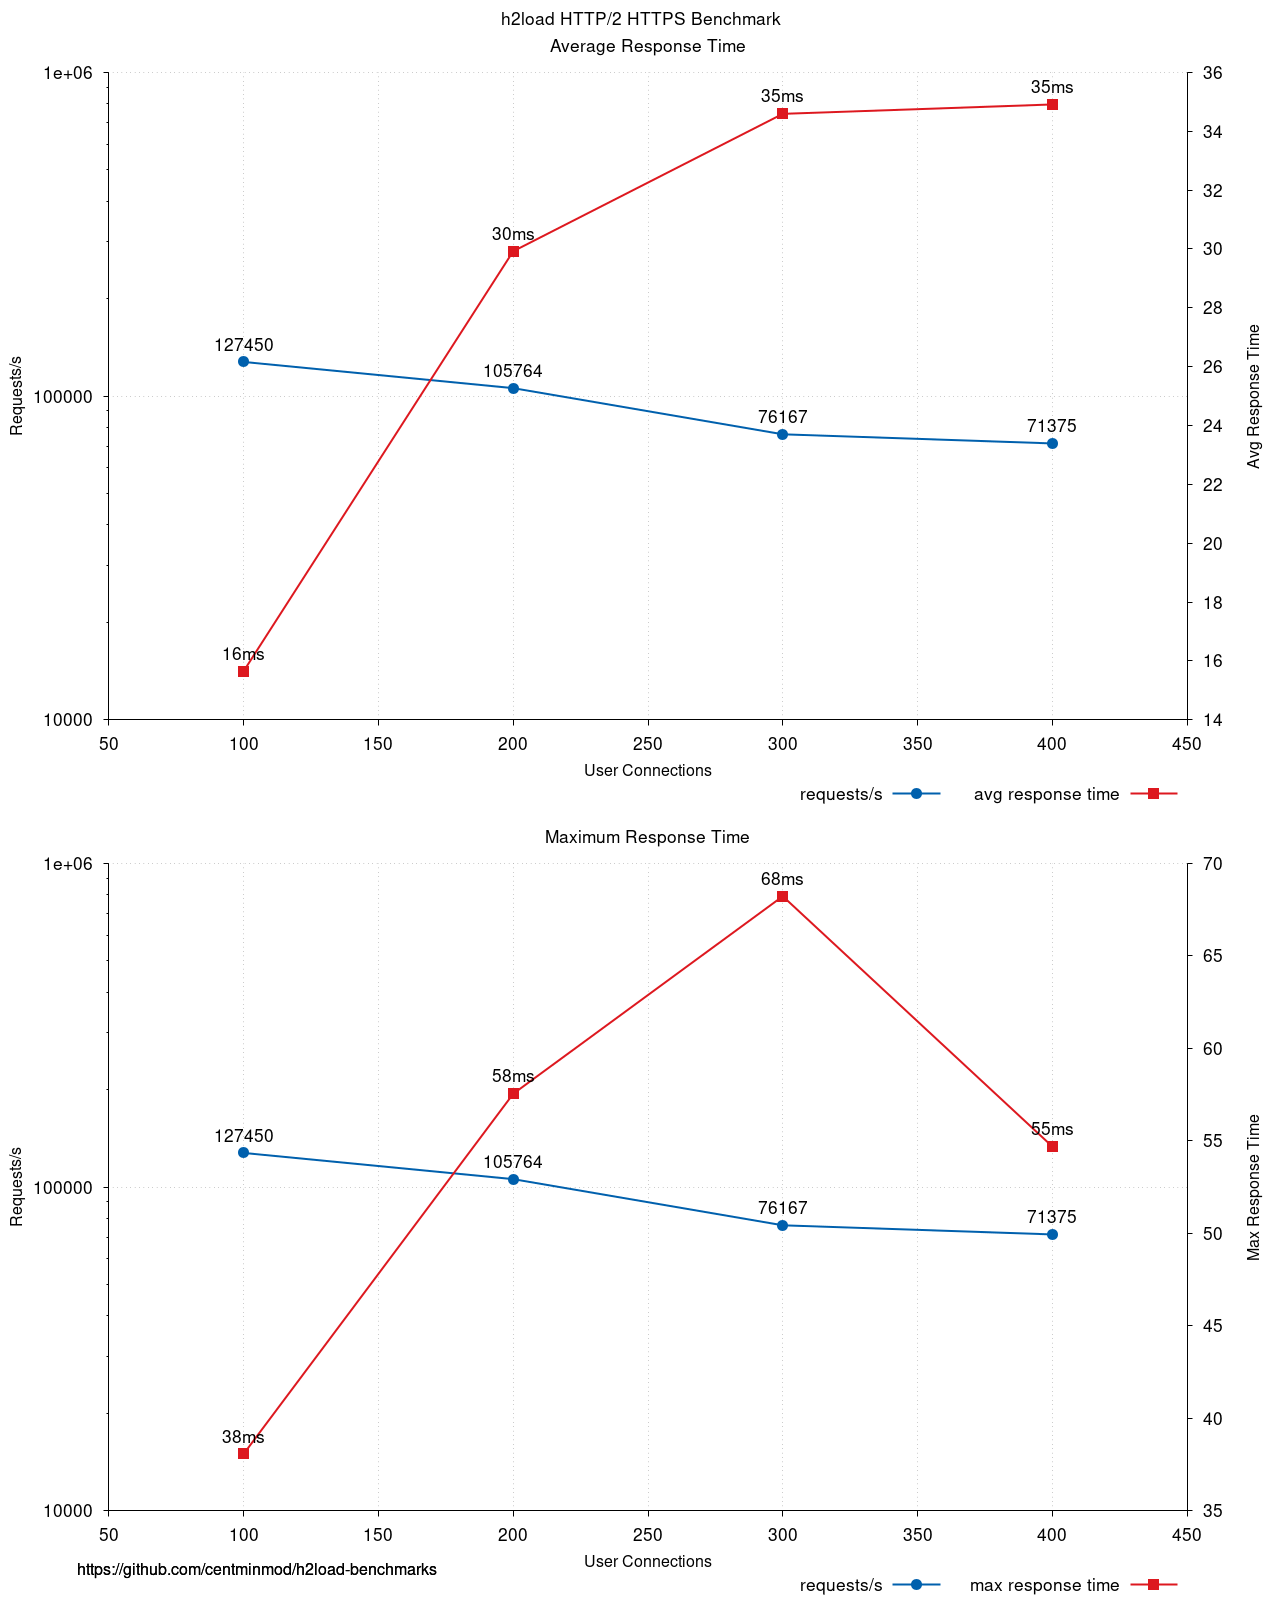 h2load HTTP/2 HTTPS Benchmark
Average Response Time
1e+06
100000
10000
Requests/s
36
34
32
30
28
26
24
22
20
18
16
14
Avg Response Time
127450
105764
76167
71375
16ms
30ms
35ms
35ms
50 100 150 200 250 300 350 400 450
User Connections
requests/s avg response time
Maximum Response Time
1e+06
100000
10000
Requests/s
70
65
60
55
50
45
40
35
Max Response Time
127450
105764
76167
71375
38ms
58ms
68ms
55ms
50 100 150 200 250 300 350 400 450
User Connections
https://github.com/centminmod/h2load-benchmarks
requests/s max response time